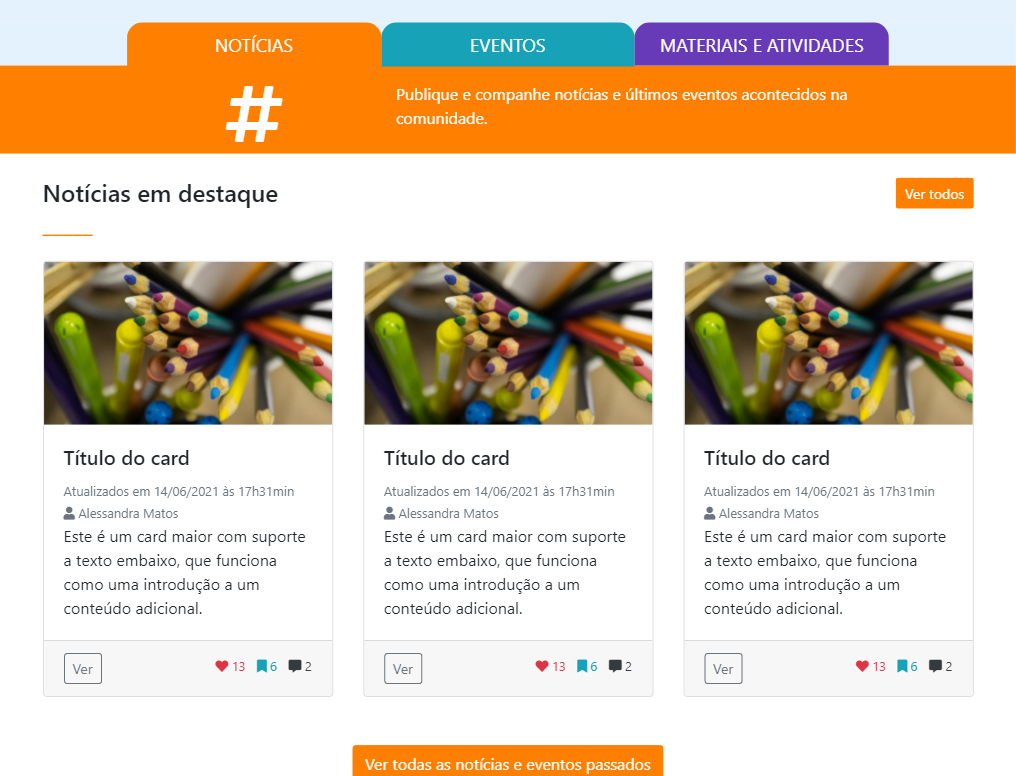 NOTÍCIAS
EVENTOS
MATERIAIS E ATIVIDADES
#
Publique e companhe notícias e últimos eventos acontecidos na
comunidade.
Notícias em destaque
Ver todos
Título do card
Atualizados em 14/06/2021 às 17h31min
Alessandra Matos
Este é um card maior com suporte
a texto embaixo, que funciona
como uma introdução a um
conteúdo adicional.
Ver
13
6
2
Título do card
Atualizados em 14/06/2021 às 17h31min
Alessandra Matos
Este é um card maior com suporte
a texto embaixo, que funciona
como uma introdução a um
conteúdo adicional.
Ver
13
6
2
Título do card
Atualizados em 14/06/2021 às 17h31min
Alessandra Matos
Este é um card maior com suporte
a texto embaixo, que funciona
como uma introdução a um
conteúdo adicional.
Ver
13
6
2
Ver todas as notícias e eventos passados